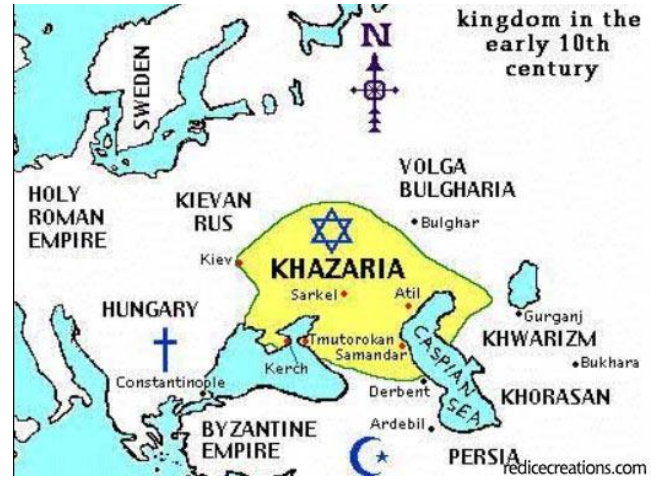 kingdom in the
early 10th
century
N
SWEDEN
VOLGA
BULGHARIA
HOLY
ROMAN
EMPIRE
KIEVAN
RUS
Bulghar
Kiev
KHAZARIA
Sarkel
Atil
HUNGARY
Gurganj
Tmutorokan
KHWARIZM
Samandar
CASPIAN
SEA
Kerch
Bukhara
Constantinople
Derbent
KHORASAN
BYZANTINE
EMPIRE
Ardebil
PERSIA
redicecreations.com